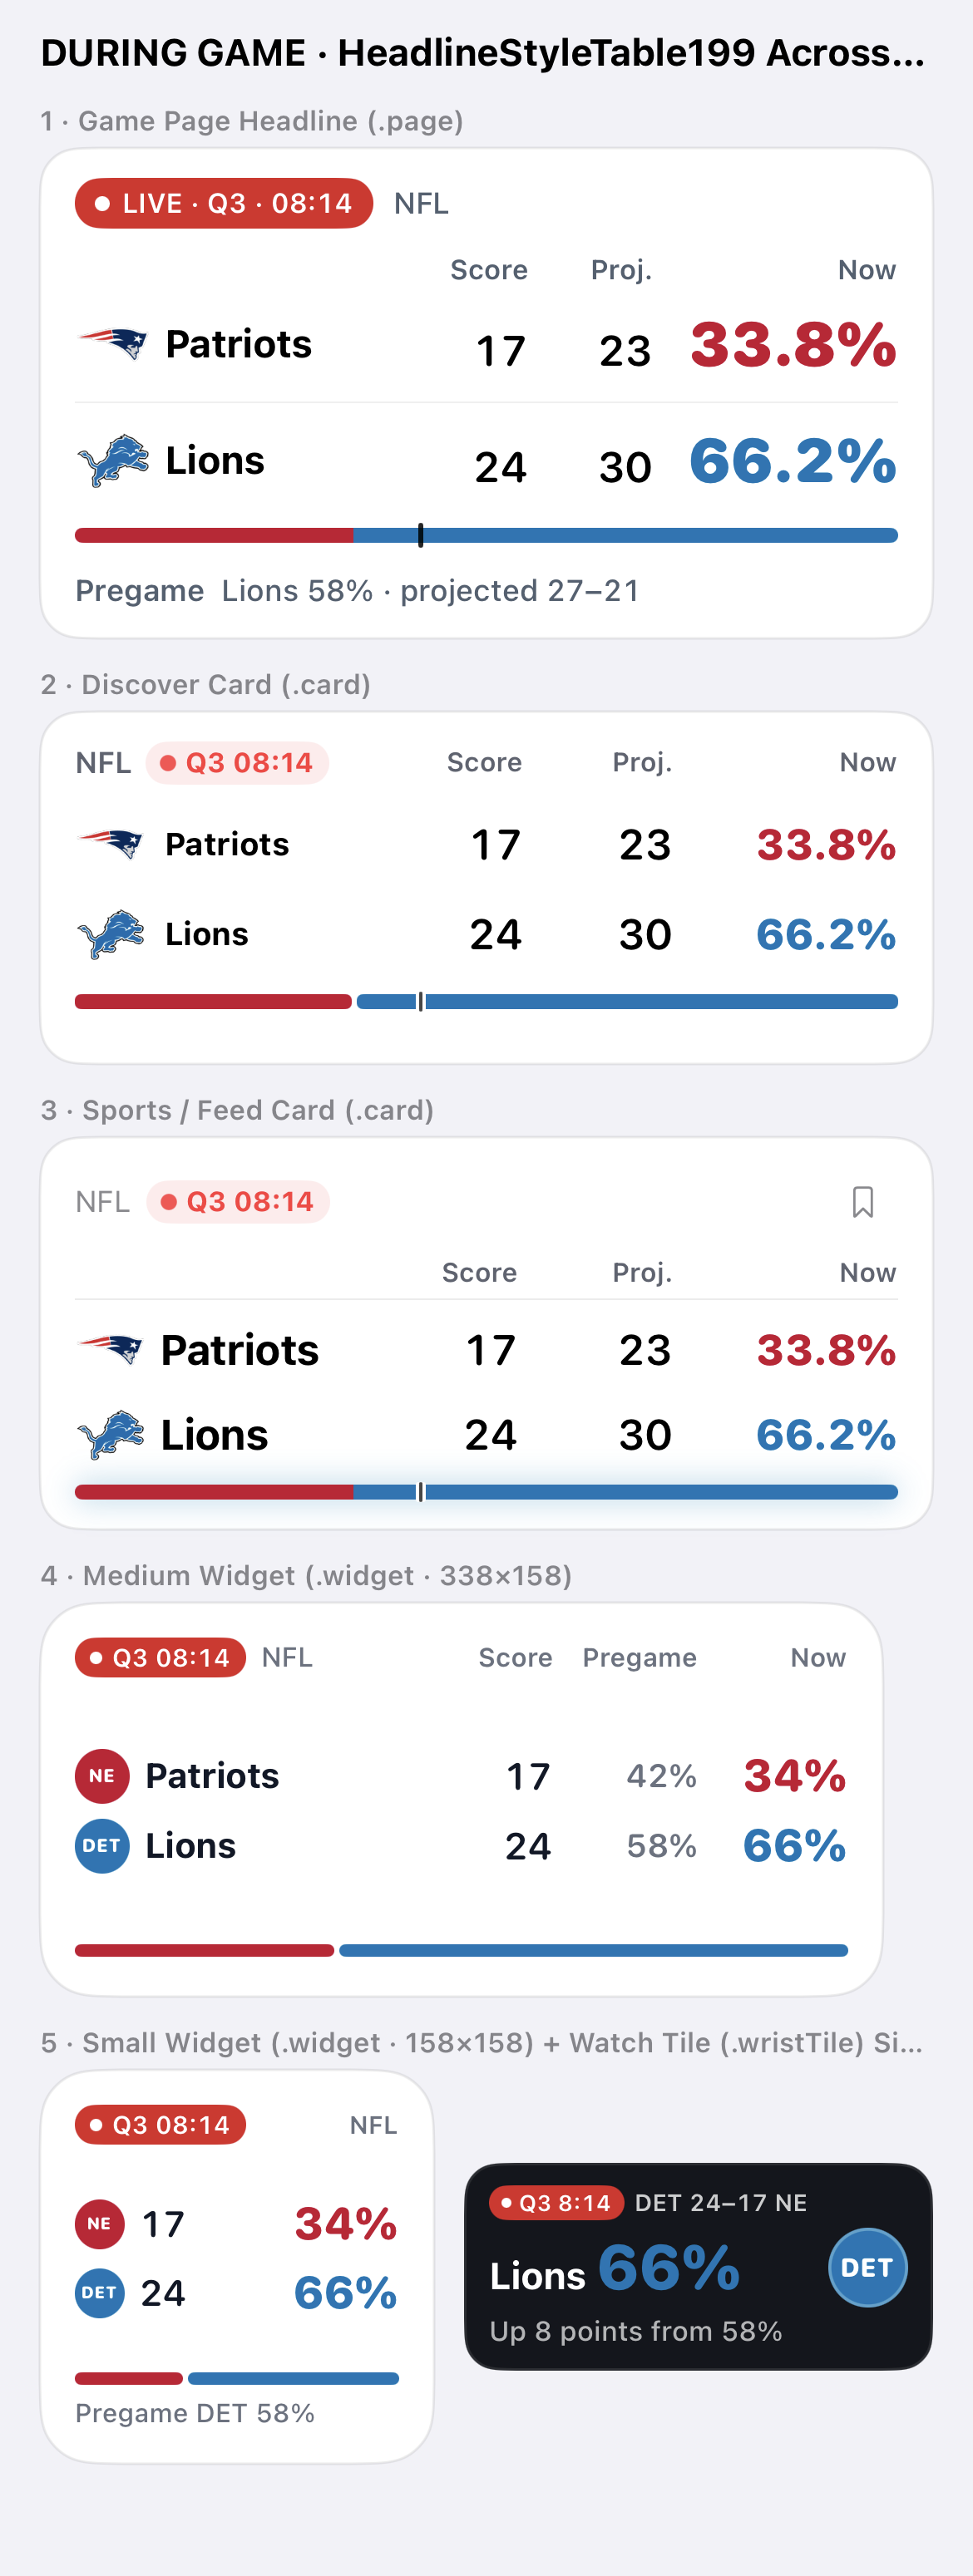 DURING GAME · HeadlineStyleTable199 Across...
1 · Game Page Headline (.page)
LIVE · Q3 · 08:14 NFL
Score Proj. Now
Patriots 17 23 33.8%
Lions 24 30 66.2%
Pregame Lions 58% · projected 27–21
2 · Discover Card (.card)
NFL Q3 08:14 Score Proj. Now
Patriots 17 23 33.8%
Lions 24 30 66.2%
3 · Sports / Feed Card (.card)
NFL Q3 08:14
Score Proj. Now
Patriots 17 23 33.8%
Lions 24 30 66.2%
4 · Medium Widget (.widget · 338×158)
Q3 08:14 NFL Score Pregame Now
NE Patriots 17 42% 34%
DET Lions 24 58% 66%
5 · Small Widget (.widget · 158×158) + Watch Tile (.wristTile) Si...
Q3 08:14 NFL
NE 17 34%
DET 24 66%
Pregame DET 58%
Q3 8:14 DET 24–17 NE
Lions 66% DET
Up 8 points from 58%